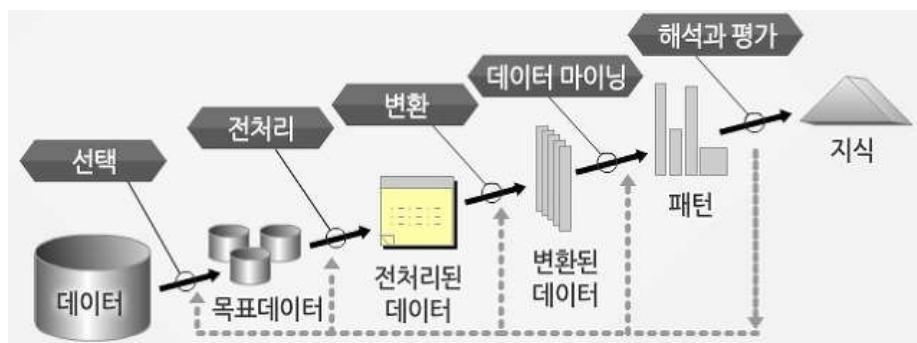 해석과 평가
데이터 마이닝
변환
전처리
선택
데이터
목표데이터
전처리된
데이터
변환된
데이터
패턴
지식